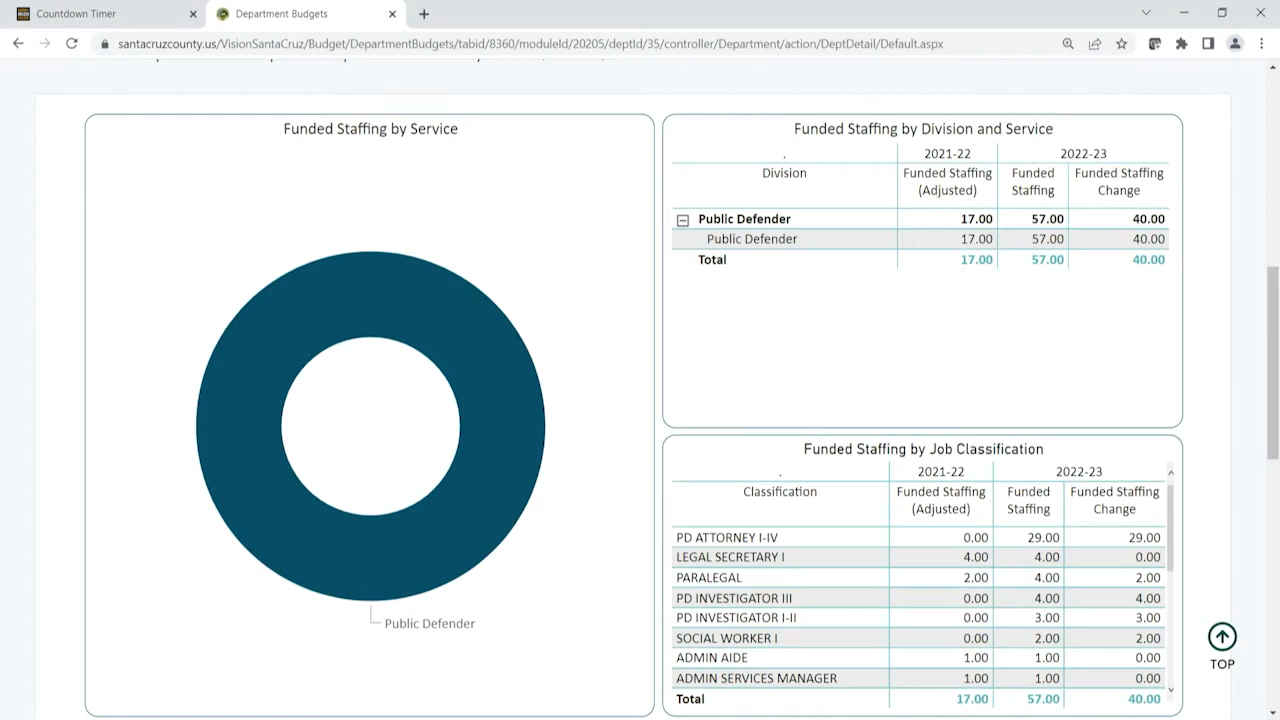 Countdown Timer
Department Budgets
santacruzcounty.us/VisionSantaCruz/Budget/DepartmentBudgets/tabid/8360/moduleId/20205/deptId/35/controller/Department/action/DeptDetail/Default.aspx
Funded Staffing by Service
Public Defender
Funded Staffing by Division and Service
. 2021-22 2022-23
Division Funded Staffing (Adjusted) Funded Staffing Funded Staffing Change
Public Defender 17.00 57.00 40.00
Public Defender 17.00 57.00 40.00
Total 17.00 57.00 40.00
Funded Staffing by Job Classification
. 2021-22 2022-23
Classification Funded Staffing (Adjusted) Funded Staffing Funded Staffing Change
PD ATTORNEY I-IV 0.00 29.00 29.00
LEGAL SECRETARY I 4.00 4.00 0.00
PARALEGAL 2.00 4.00 2.00
PD INVESTIGATOR III 0.00 4.00 4.00
PD INVESTIGATOR I-II 0.00 3.00 3.00
SOCIAL WORKER I 0.00 2.00 2.00
ADMIN AIDE 1.00 1.00 0.00
ADMIN SERVICES MANAGER 1.00 1.00 0.00
Total 17.00 57.00 40.00
TOP